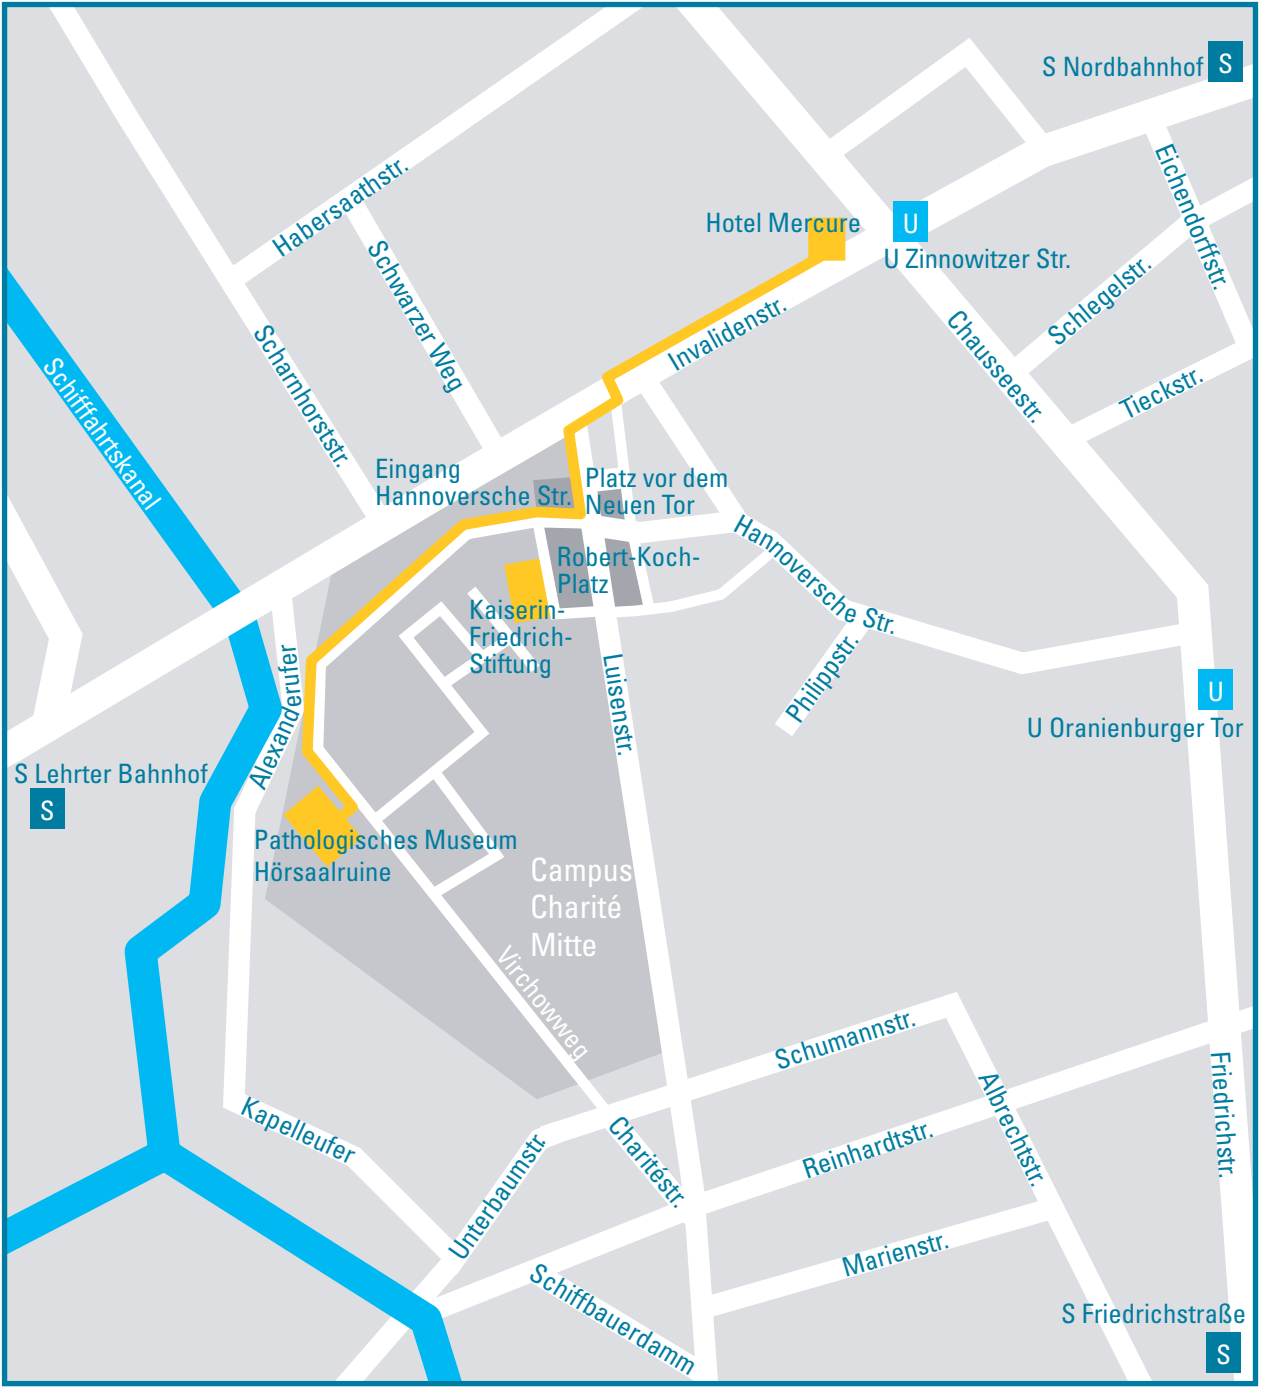 S Nordbahnhof
S
Eichendorffstr.
Habersaathstr.
Hotel Mercure
U
U Zinnowitzer Str.
Schwarzer Weg
Schlegelstr.
Invalidenstr.
Chausseestr.
Scharnhorststr.
Schifffahrtskanal
Tieckstr.
Eingang
Hannoversche Str.
Platz vor dem
Neuen Tor
Hannoversche Str.
Robert-Koch-
Platz
Kaiserin-
Friedrich-
Stiftung
Philippstr.
Luisenstr.
Alexanderufer
U
U Oranienburger Tor
S Lehrter Bahnhof
S
Pathologisches Museum
Hörsaalruine
Campus
Charité
Mitte
Virchowweg
Schumannstr.
Kapelleufer
Unterbaumstr.
Charitéstr.
Reinhardtstr.
Albrechtstr.
Friedrichstr.
Marienstr.
Schiffbauerdamm
S Friedrichstraße
S